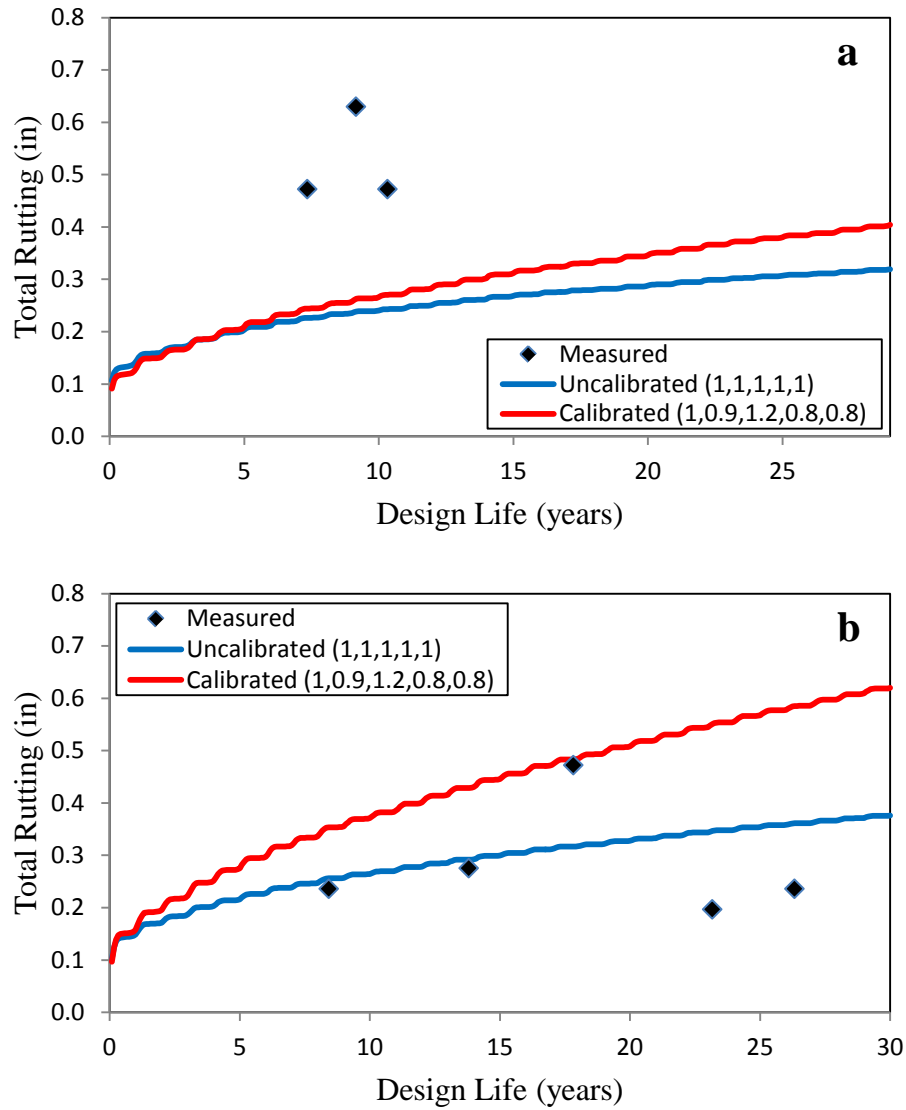 0.8
a
0.7
0.6
0.5
0.4
0.3
0.2
0.1
0.0
Total Rutting (in)
Measured
Uncalibrated (1,1,1,1,1)
Calibrated (1,0.9,1.2,0.8,0.8)
0 5 10 15 20 25
Design Life (years)
0.8
b
0.7
0.6
0.5
0.4
0.3
0.2
0.1
0.0
Total Rutting (in)
Measured
Uncalibrated (1,1,1,1,1)
Calibrated (1,0.9,1.2,0.8,0.8)
0 5 10 15 20 25 30
Design Life (years)